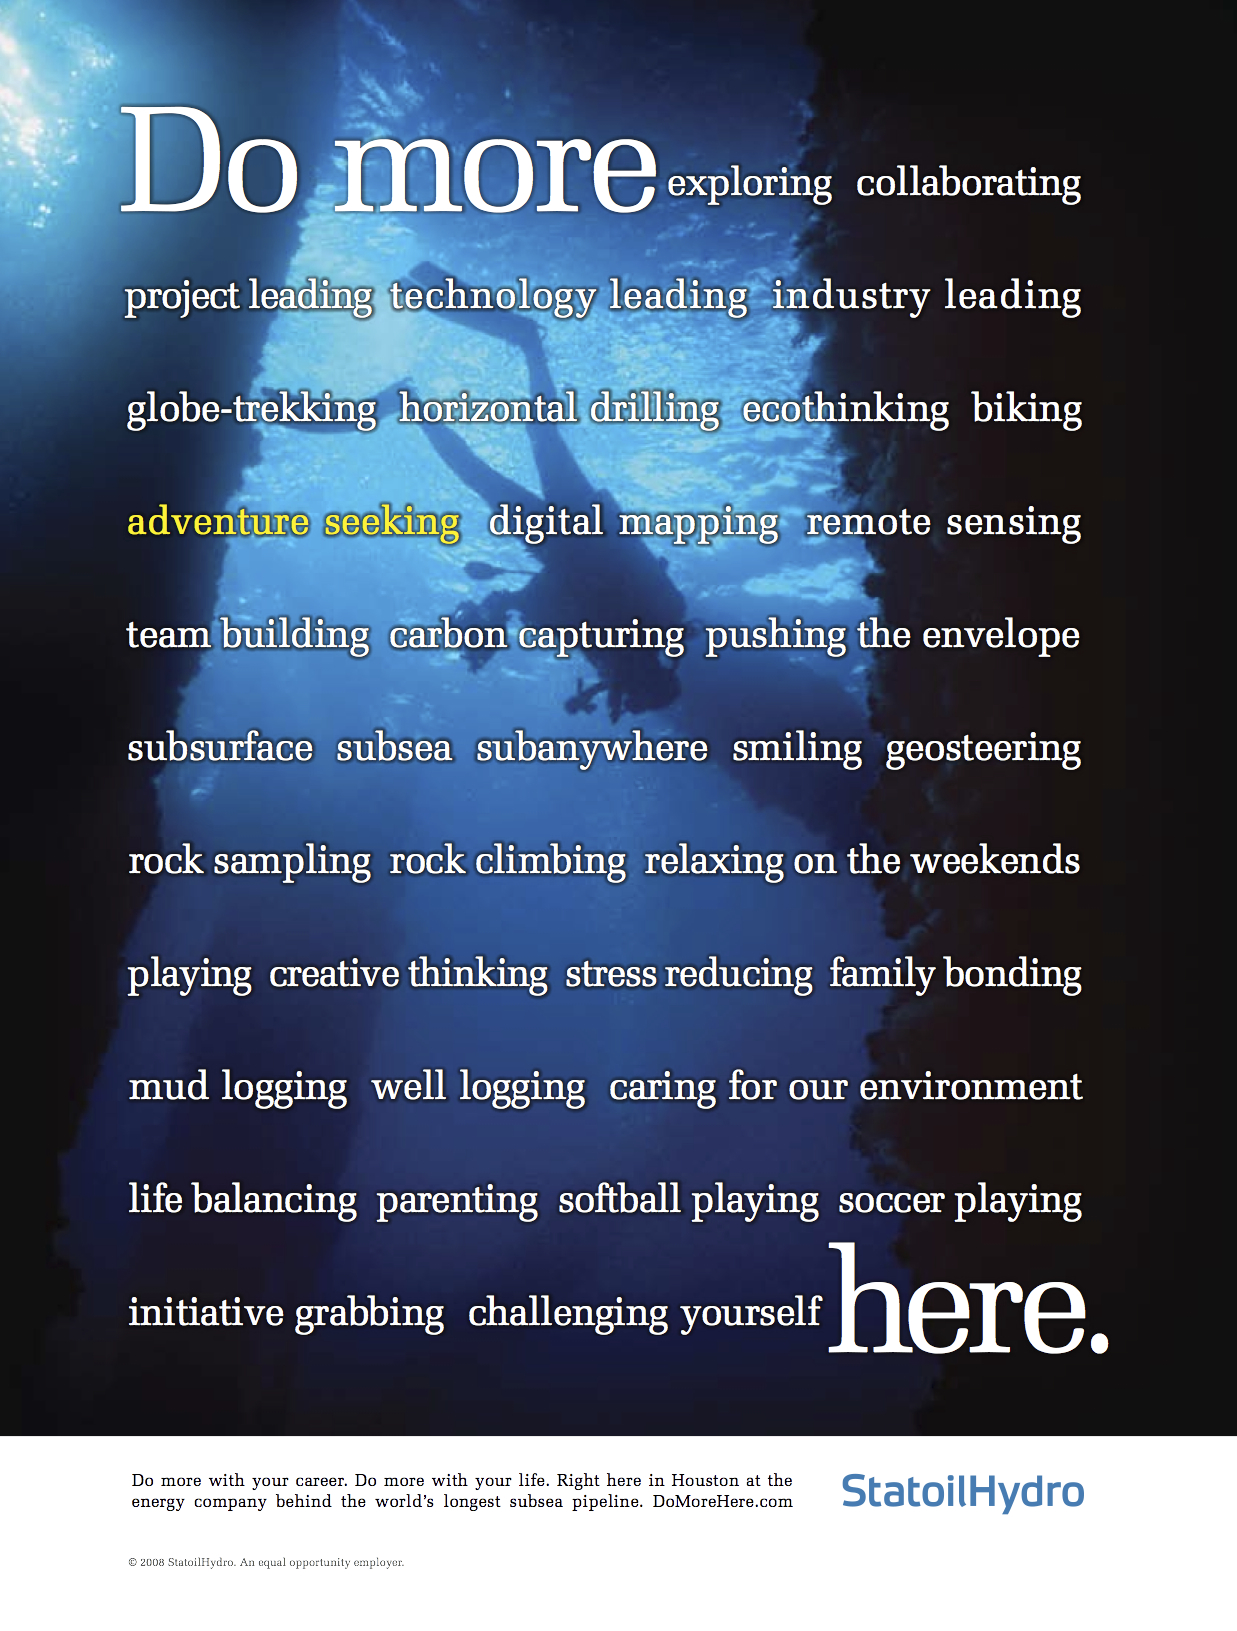 Do more exploring collaborating
project leading technology leading industry leading
globe-trekking horizontal drilling ecothinking biking
adventure seeking digital mapping remote sensing
team building carbon capturing pushing the envelope
subsurface subsea subanywhere smiling geosteering
rock sampling rock climbing relaxing on the weekends
playing creative thinking stress reducing family bonding
mud logging well logging caring for our environment
life balancing parenting softball playing soccer playing
initiative grabbing challenging yourself here.
Do more with your career. Do more with your life. Right here in Houston at the
energy company behind the world's longest subsea pipeline. DoMoreHere.com
StatoilHydro
© 2008 StatoilHydro. An equal opportunity employer.